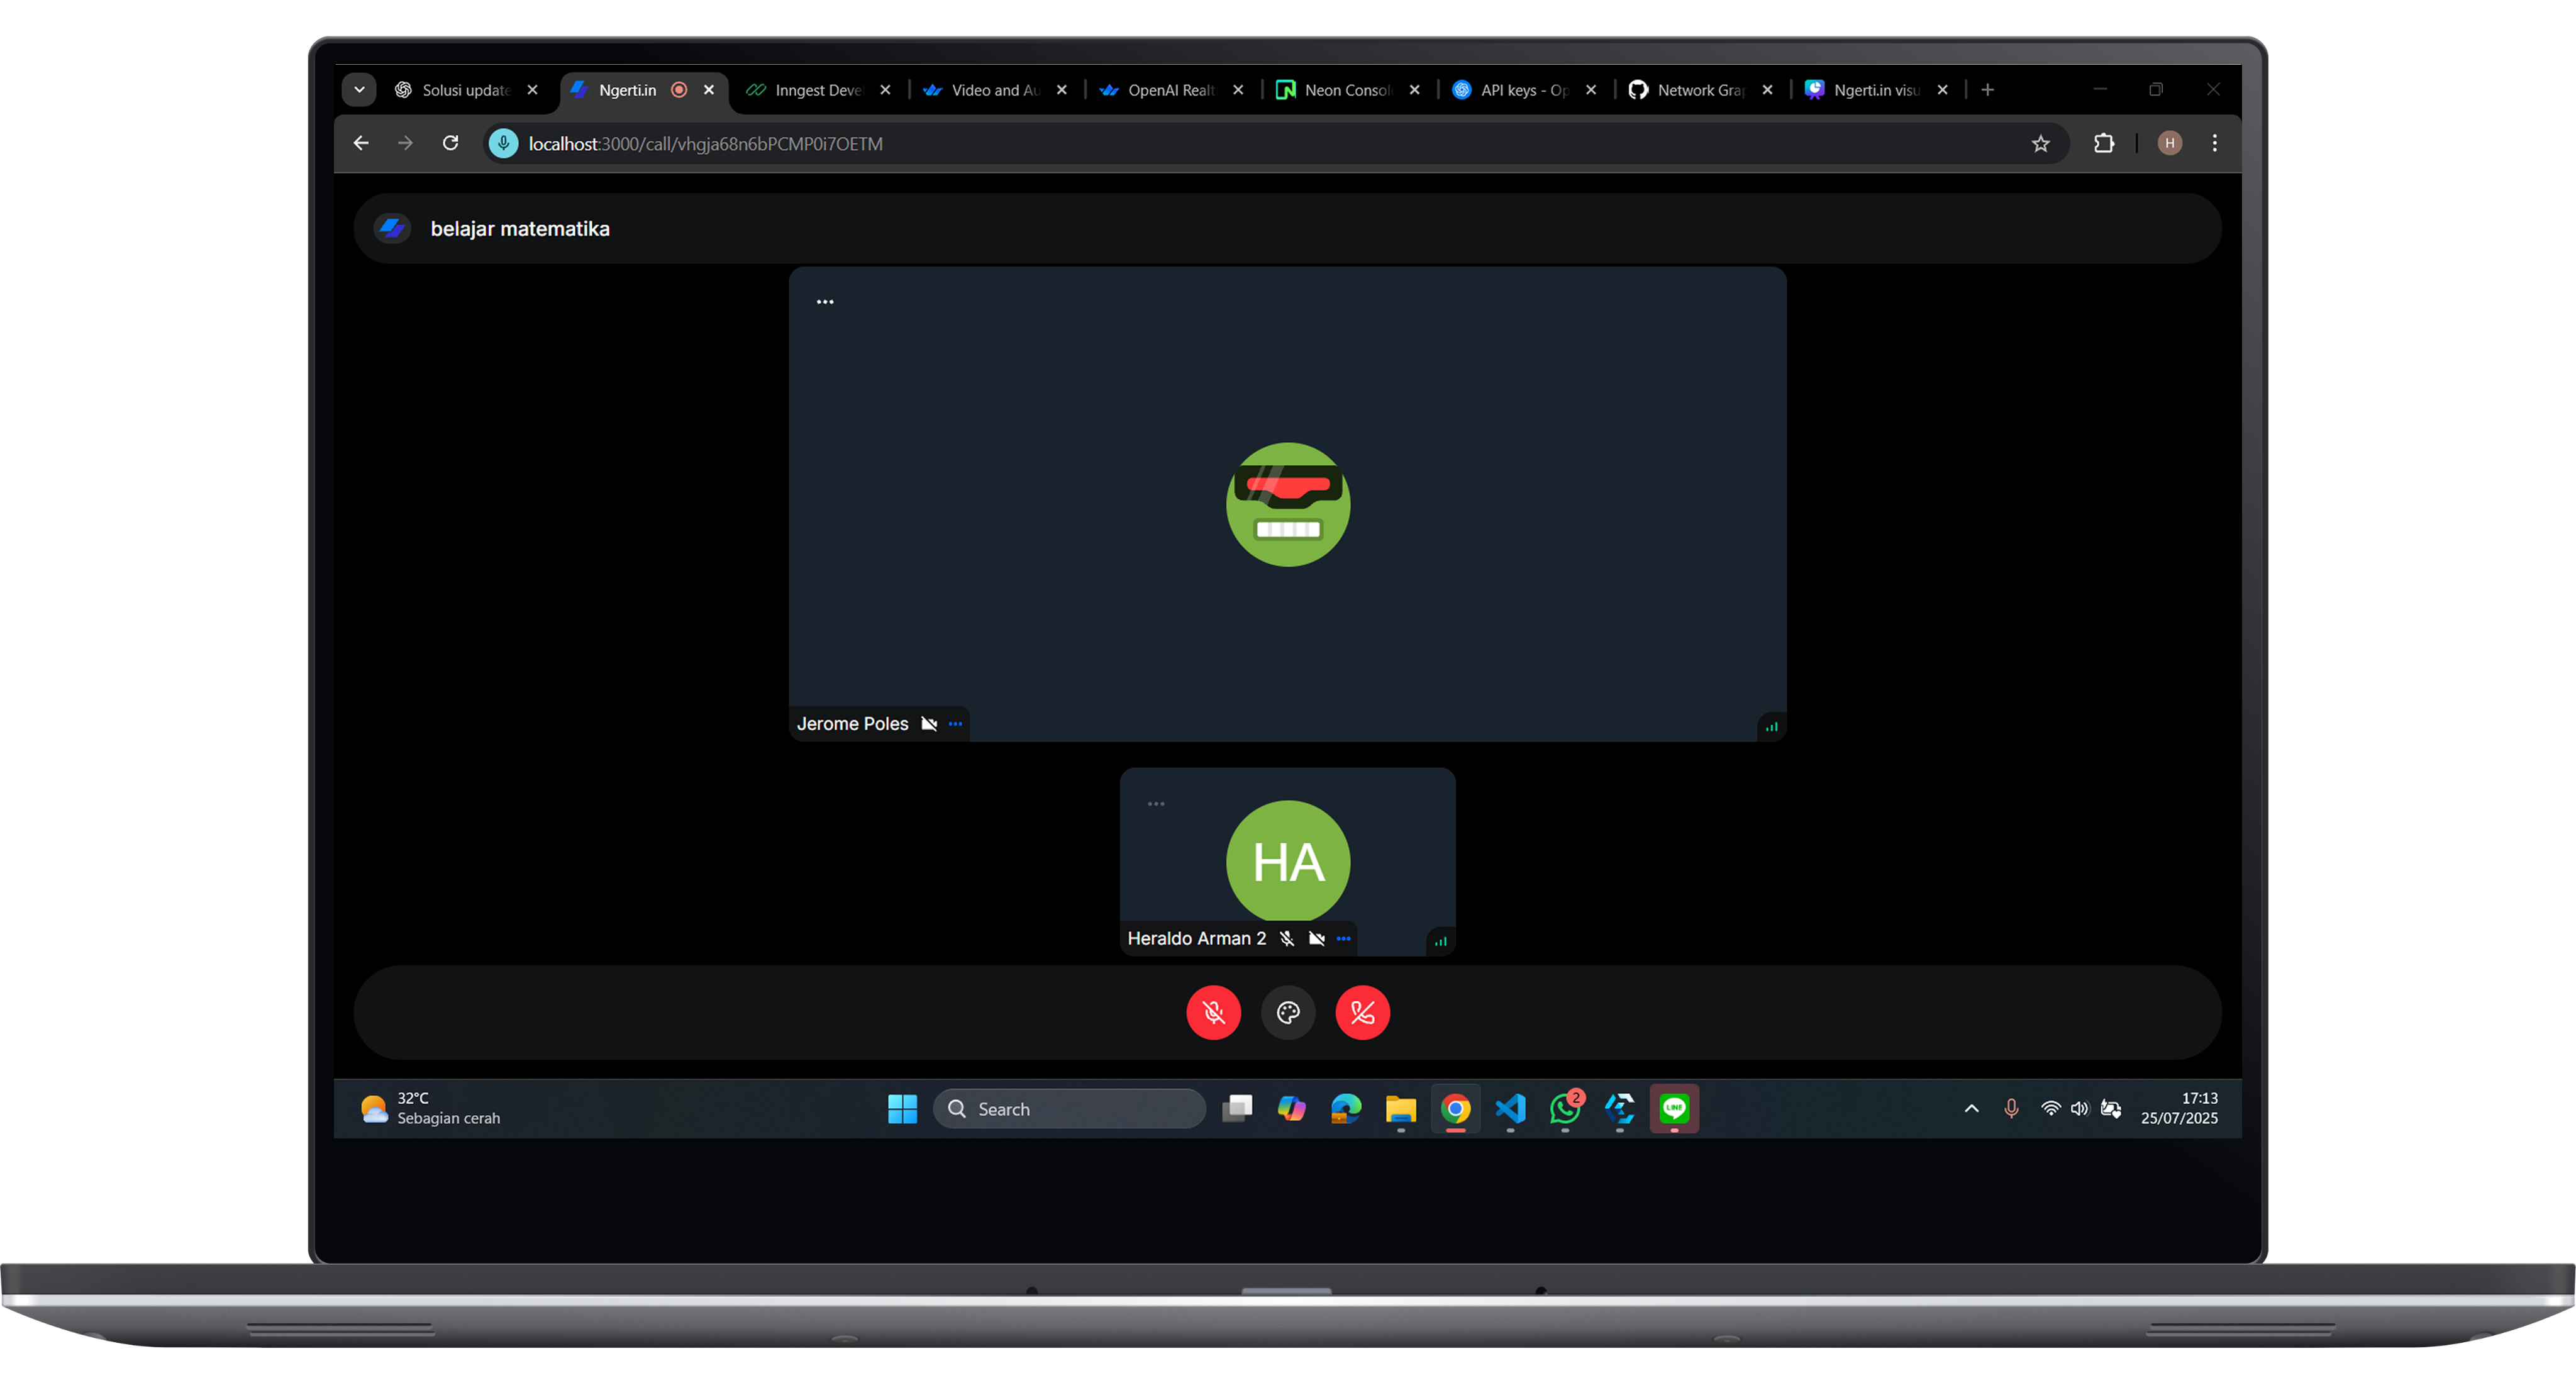 Solusi update
Ngerti.in
Inngest Deve
Video and Au
OpenAI Realt
Neon Consol
API keys - Op
Network Grap
Ngerti.in visu
localhost:3000/call/vhgja68n6bPCMP0i7OETM
H
belajar matematika
Jerome Poles
HA
Heraldo Arman 2
32°C
Sebagian cerah
Search
2
LINE
17:13
25/07/2025